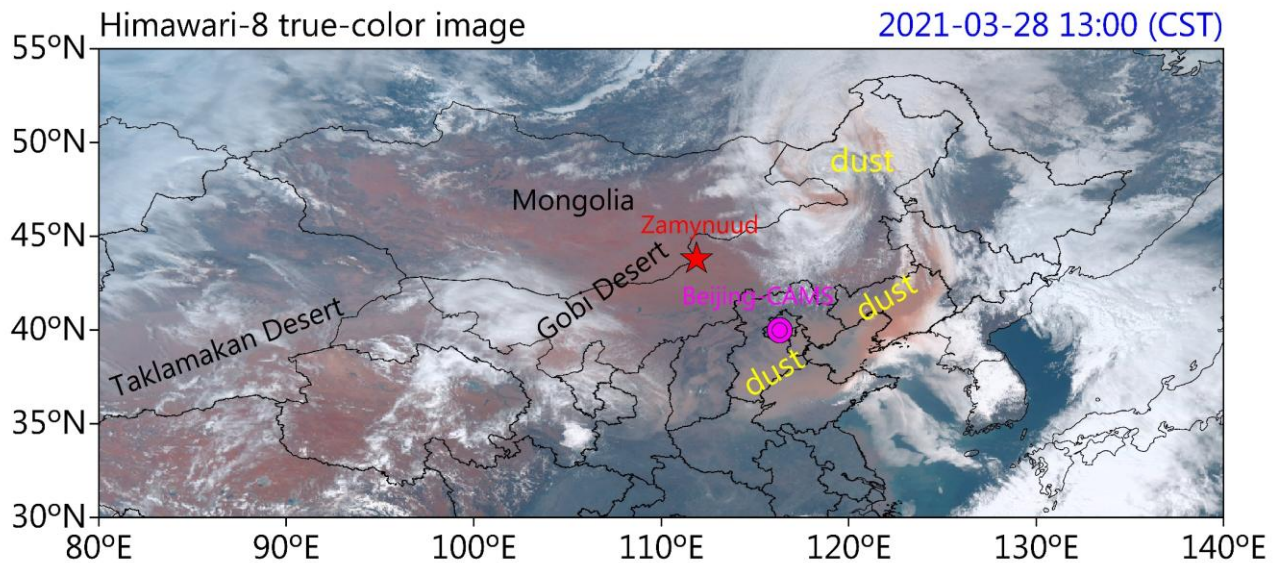 Himawari-8 true-color image
2021-03-28 13:00 (CST)
55°N
50°N
45°N
40°N
35°N
30°N
dust
Mongolia
Zamynuud
Gobi Desert
Beijing-CAMS
dust
Taklamakan Desert
dust
80°E
90°E
100°E
110°E
120°E
130°E
140°E